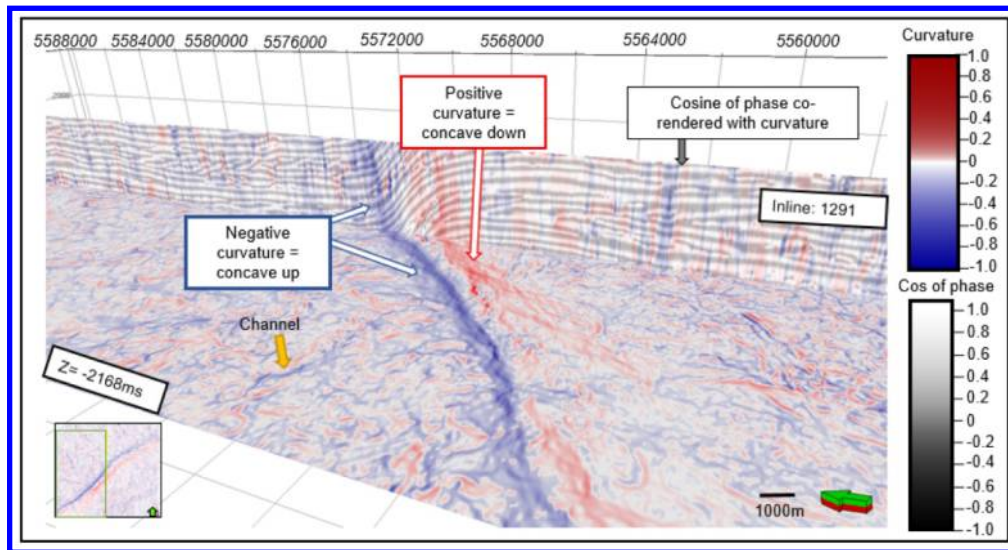 5588000 5584000 5580000 5576000 5572000 5568000 5564000 5560000
Curvature
1.0
0.8
0.6
0.4
0.2
0
-0.2
-0.4
-0.6
-0.8
-1.0
Positive
curvature =
concave down
Cosine of phase co-
rendered with curvature
Inline: 1291
Negative
curvature =
concave up
Channel
Z= -2168ms
Cos of phase
1.0
0.8
0.6
0.4
0.2
0
-0.2
-0.4
-0.6
-0.8
-1.0
1000m